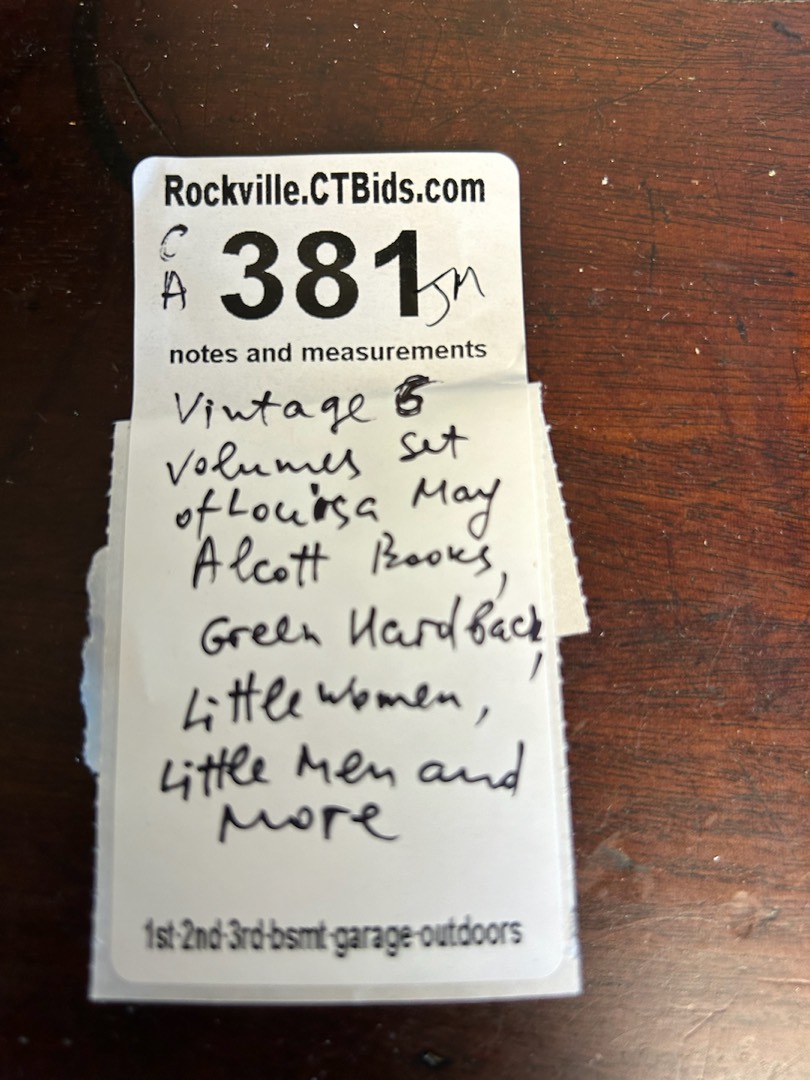 Rockville.CTBids.com
C
A
381
JM
notes and measurements
Vintage
volumes set
of Louisa May
Alcott Books,
Green Hardback,
Little women,
Little Men and
More
1st-2nd-3rd-bsmt-garage-outdoors